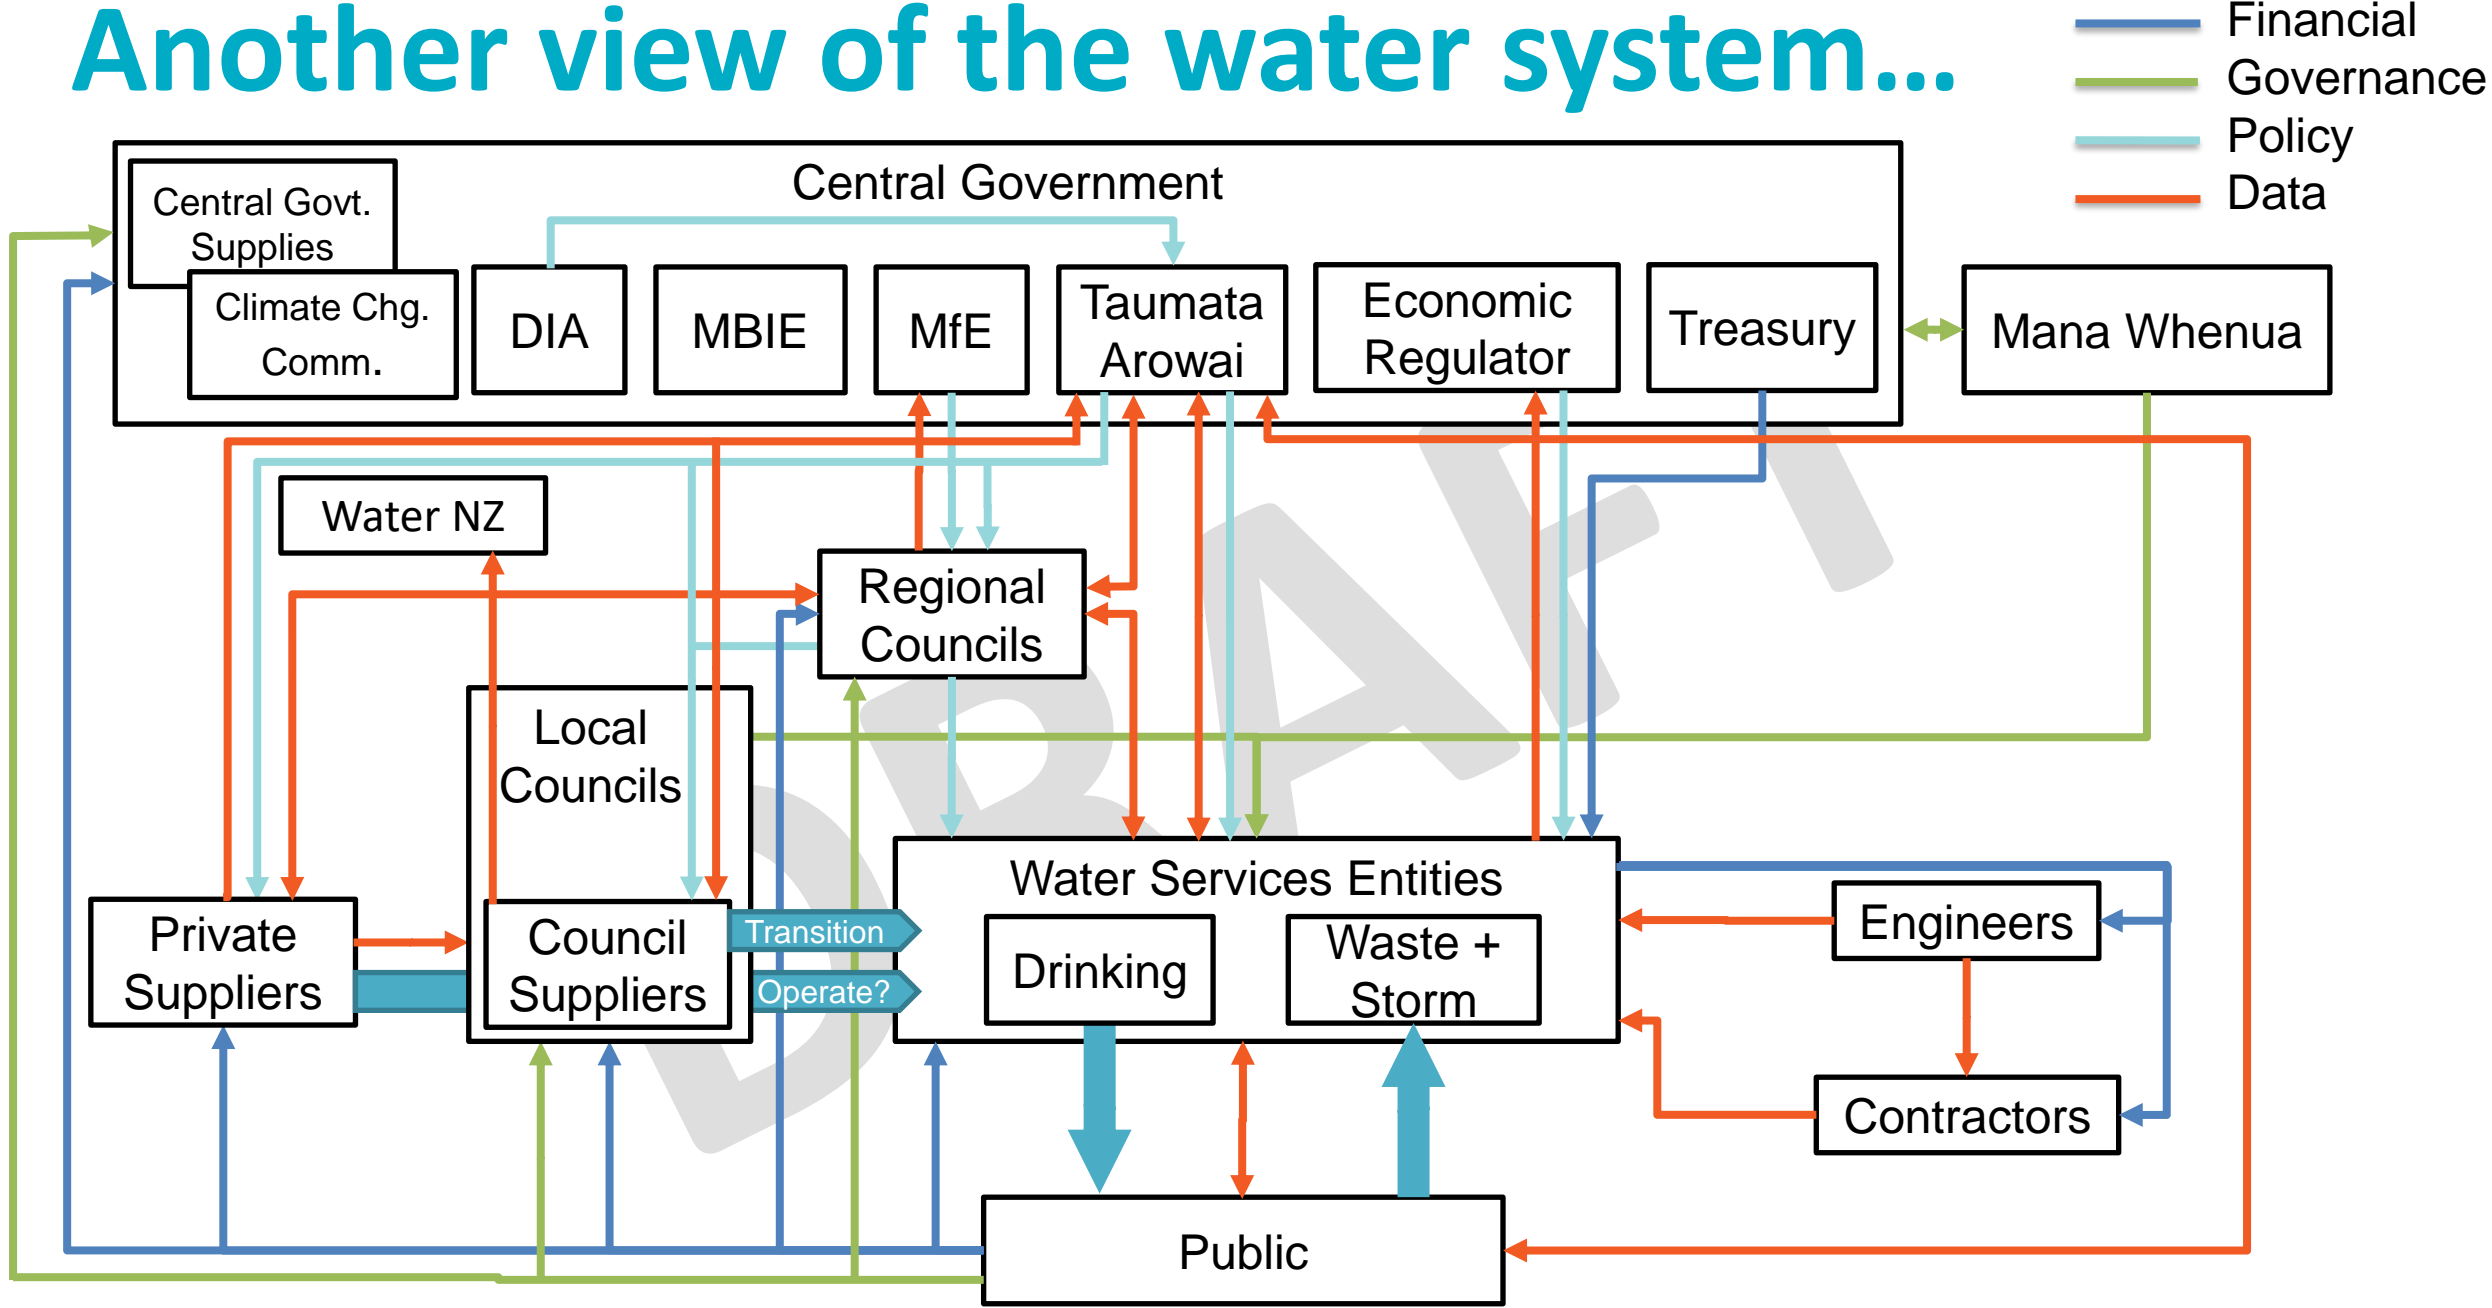 Another view of the water system...
Financial
Governance
Policy
Data
Central Government
Central Govt.
Supplies
Climate Chg.
Comm.
DIA
MBIE
MfE
Taumata
Arowai
Economic
Regulator
Treasury
Mana Whenua
Water NZ
Regional
Councils
Local
Councils
DRAFT
Water Services Entities
Private
Suppliers
Council
Suppliers
Transition
Operate?
Drinking
Waste +
Storm
Engineers
Contractors
Public